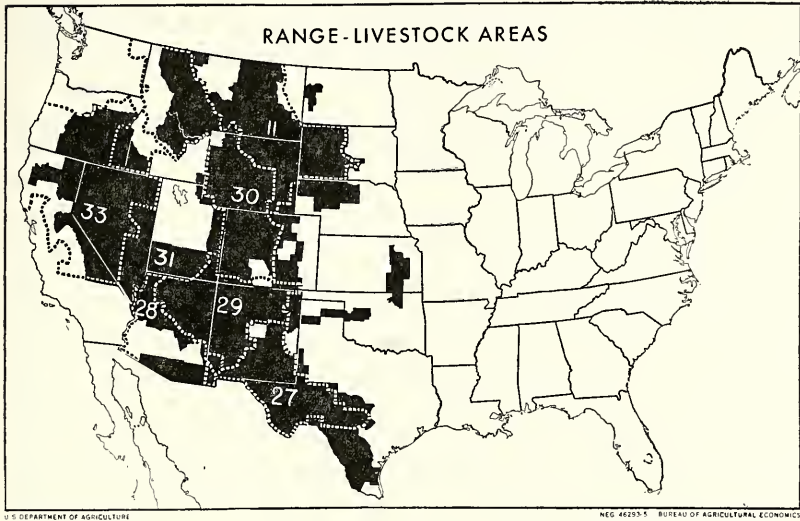 RANGE-LIVESTOCK AREAS
11
30
33
31
28
29
27
U. S. DEPARTMENT OF AGRICULTURE
NEG. 46293-S BUREAU OF AGRICULTURAL ECONOMICS